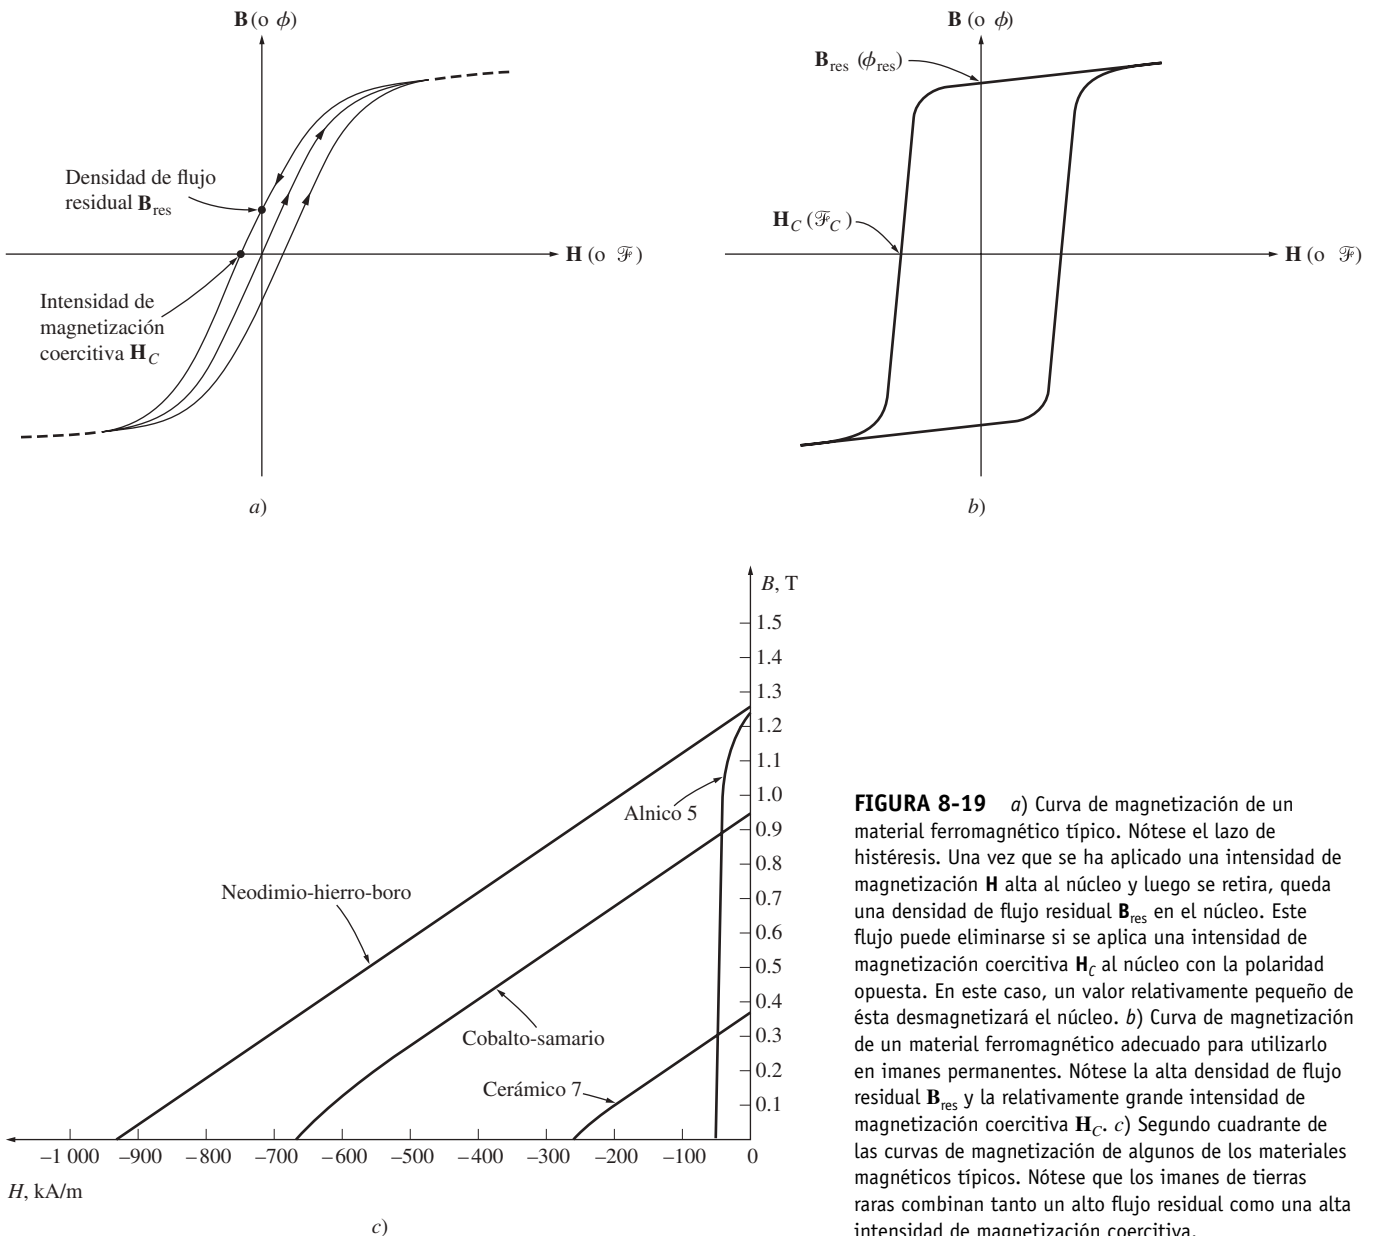 B (o ϕ)
Densidad de flujo
residual B_res
H (o ℱ)
Intensidad de
magnetización
coercitiva H_C
a)
B (o ϕ)
B_res (ϕ_res)
H_C (ℱ_C)
H (o ℱ)
b)
B, T
1.5
1.4
1.3
1.2
1.1
1.0
0.9
0.8
0.7
0.6
0.5
0.4
0.3
0.2
0.1
Alnico 5
Neodimio-hierro-boro
Cobalto-samario
Cerámico 7
–1 000 –900 –800 –700 –600 –500 –400 –300 –200 –100 0
H, kA/m
c)
FIGURA 8-19 a) Curva de magnetización de un
material ferromagnético típico. Nótese el lazo de
histéresis. Una vez que se ha aplicado una intensidad de
magnetización H alta al núcleo y luego se retira, queda
una densidad de flujo residual B_res en el núcleo. Este
flujo puede eliminarse si se aplica una intensidad de
magnetización coercitiva H_C al núcleo con la polaridad
opuesta. En este caso, un valor relativamente pequeño de
ésta desmagnetizará el núcleo. b) Curva de magnetización
de un material ferromagnético adecuado para utilizarlo
en imanes permanentes. Nótese la alta densidad de flujo
residual B_res y la relativamente grande intensidad de
magnetización coercitiva H_C. c) Segundo cuadrante de
las curvas de magnetización de algunos de los materiales
magnéticos típicos. Nótese que los imanes de tierras
raras combinan tanto un alto flujo residual como una alta
intensidad de magnetización coercitiva.